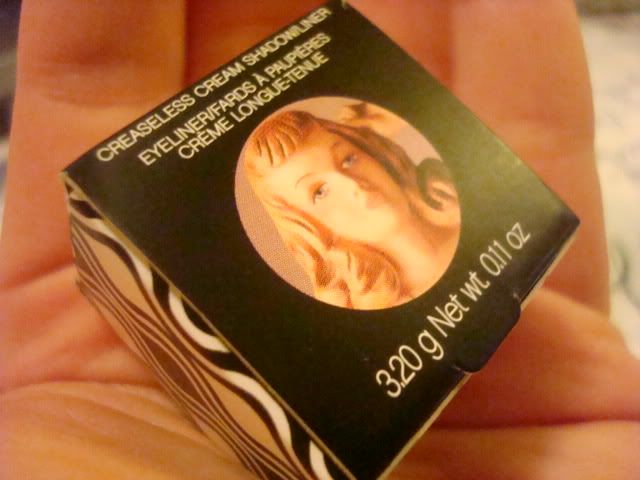 CREASELESS CREAM SHADOW/LINER
EYELINER/FARDS À PAUPIÈRES
CRÈME LONGUE-TENUE
3,20 g Net wt. 0.11 oz